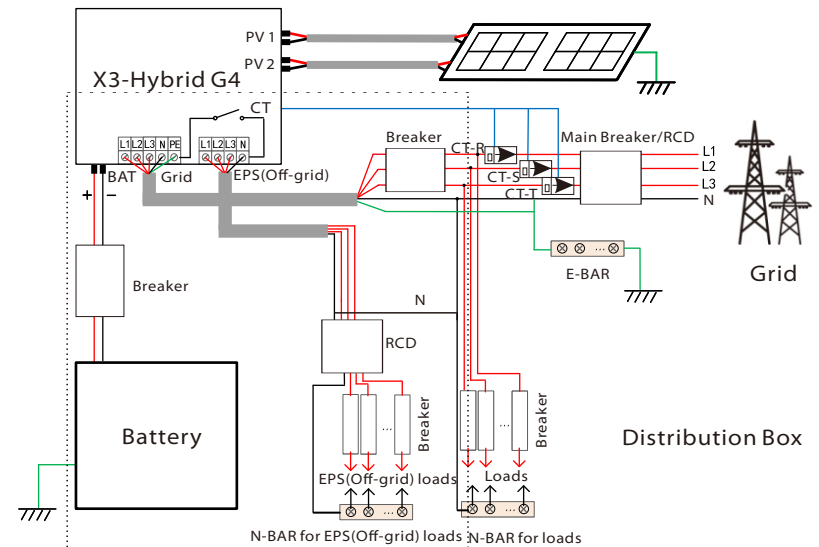 PV 1
PV 2
X3-Hybrid G4
CT
L1 L2 L3 N PE
L1 L2 L3 N
BAT
Grid
EPS(Off-grid)
+
−
Breaker
CT-R
CT-S
CT-T
Main Breaker/RCD
L1
L2
L3
N
E-BAR
Grid
Breaker
N
RCD
Battery
...
Breaker
...
Breaker
Distribution Box
EPS(Off-grid) loads
Loads
...
...
N-BAR for EPS(Off-grid) loads
N-BAR for loads